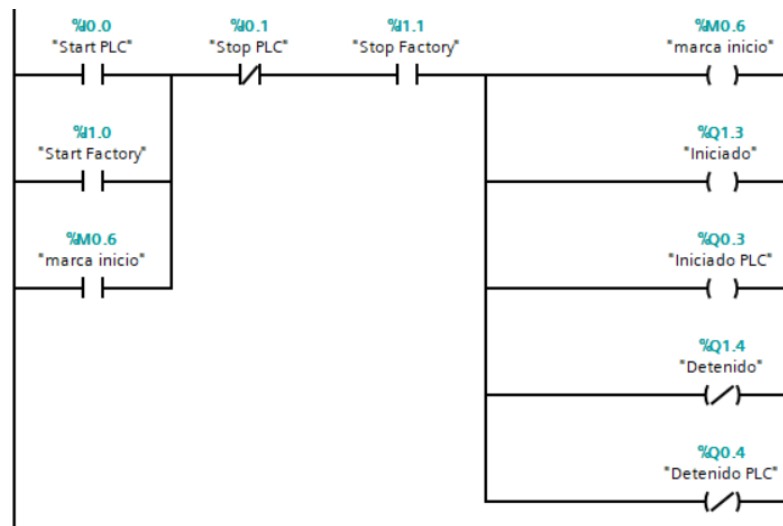 %I0.0
"Start PLC"
%I0.1
"Stop PLC"
%I1.1
"Stop Factory"
%M0.6
"marca inicio"
%I1.0
"Start Factory"
%Q1.3
"Iniciado"
%M0.6
"marca inicio"
%Q0.3
"Iniciado PLC"
%Q1.4
"Detenido"
%Q0.4
"Detenido PLC"